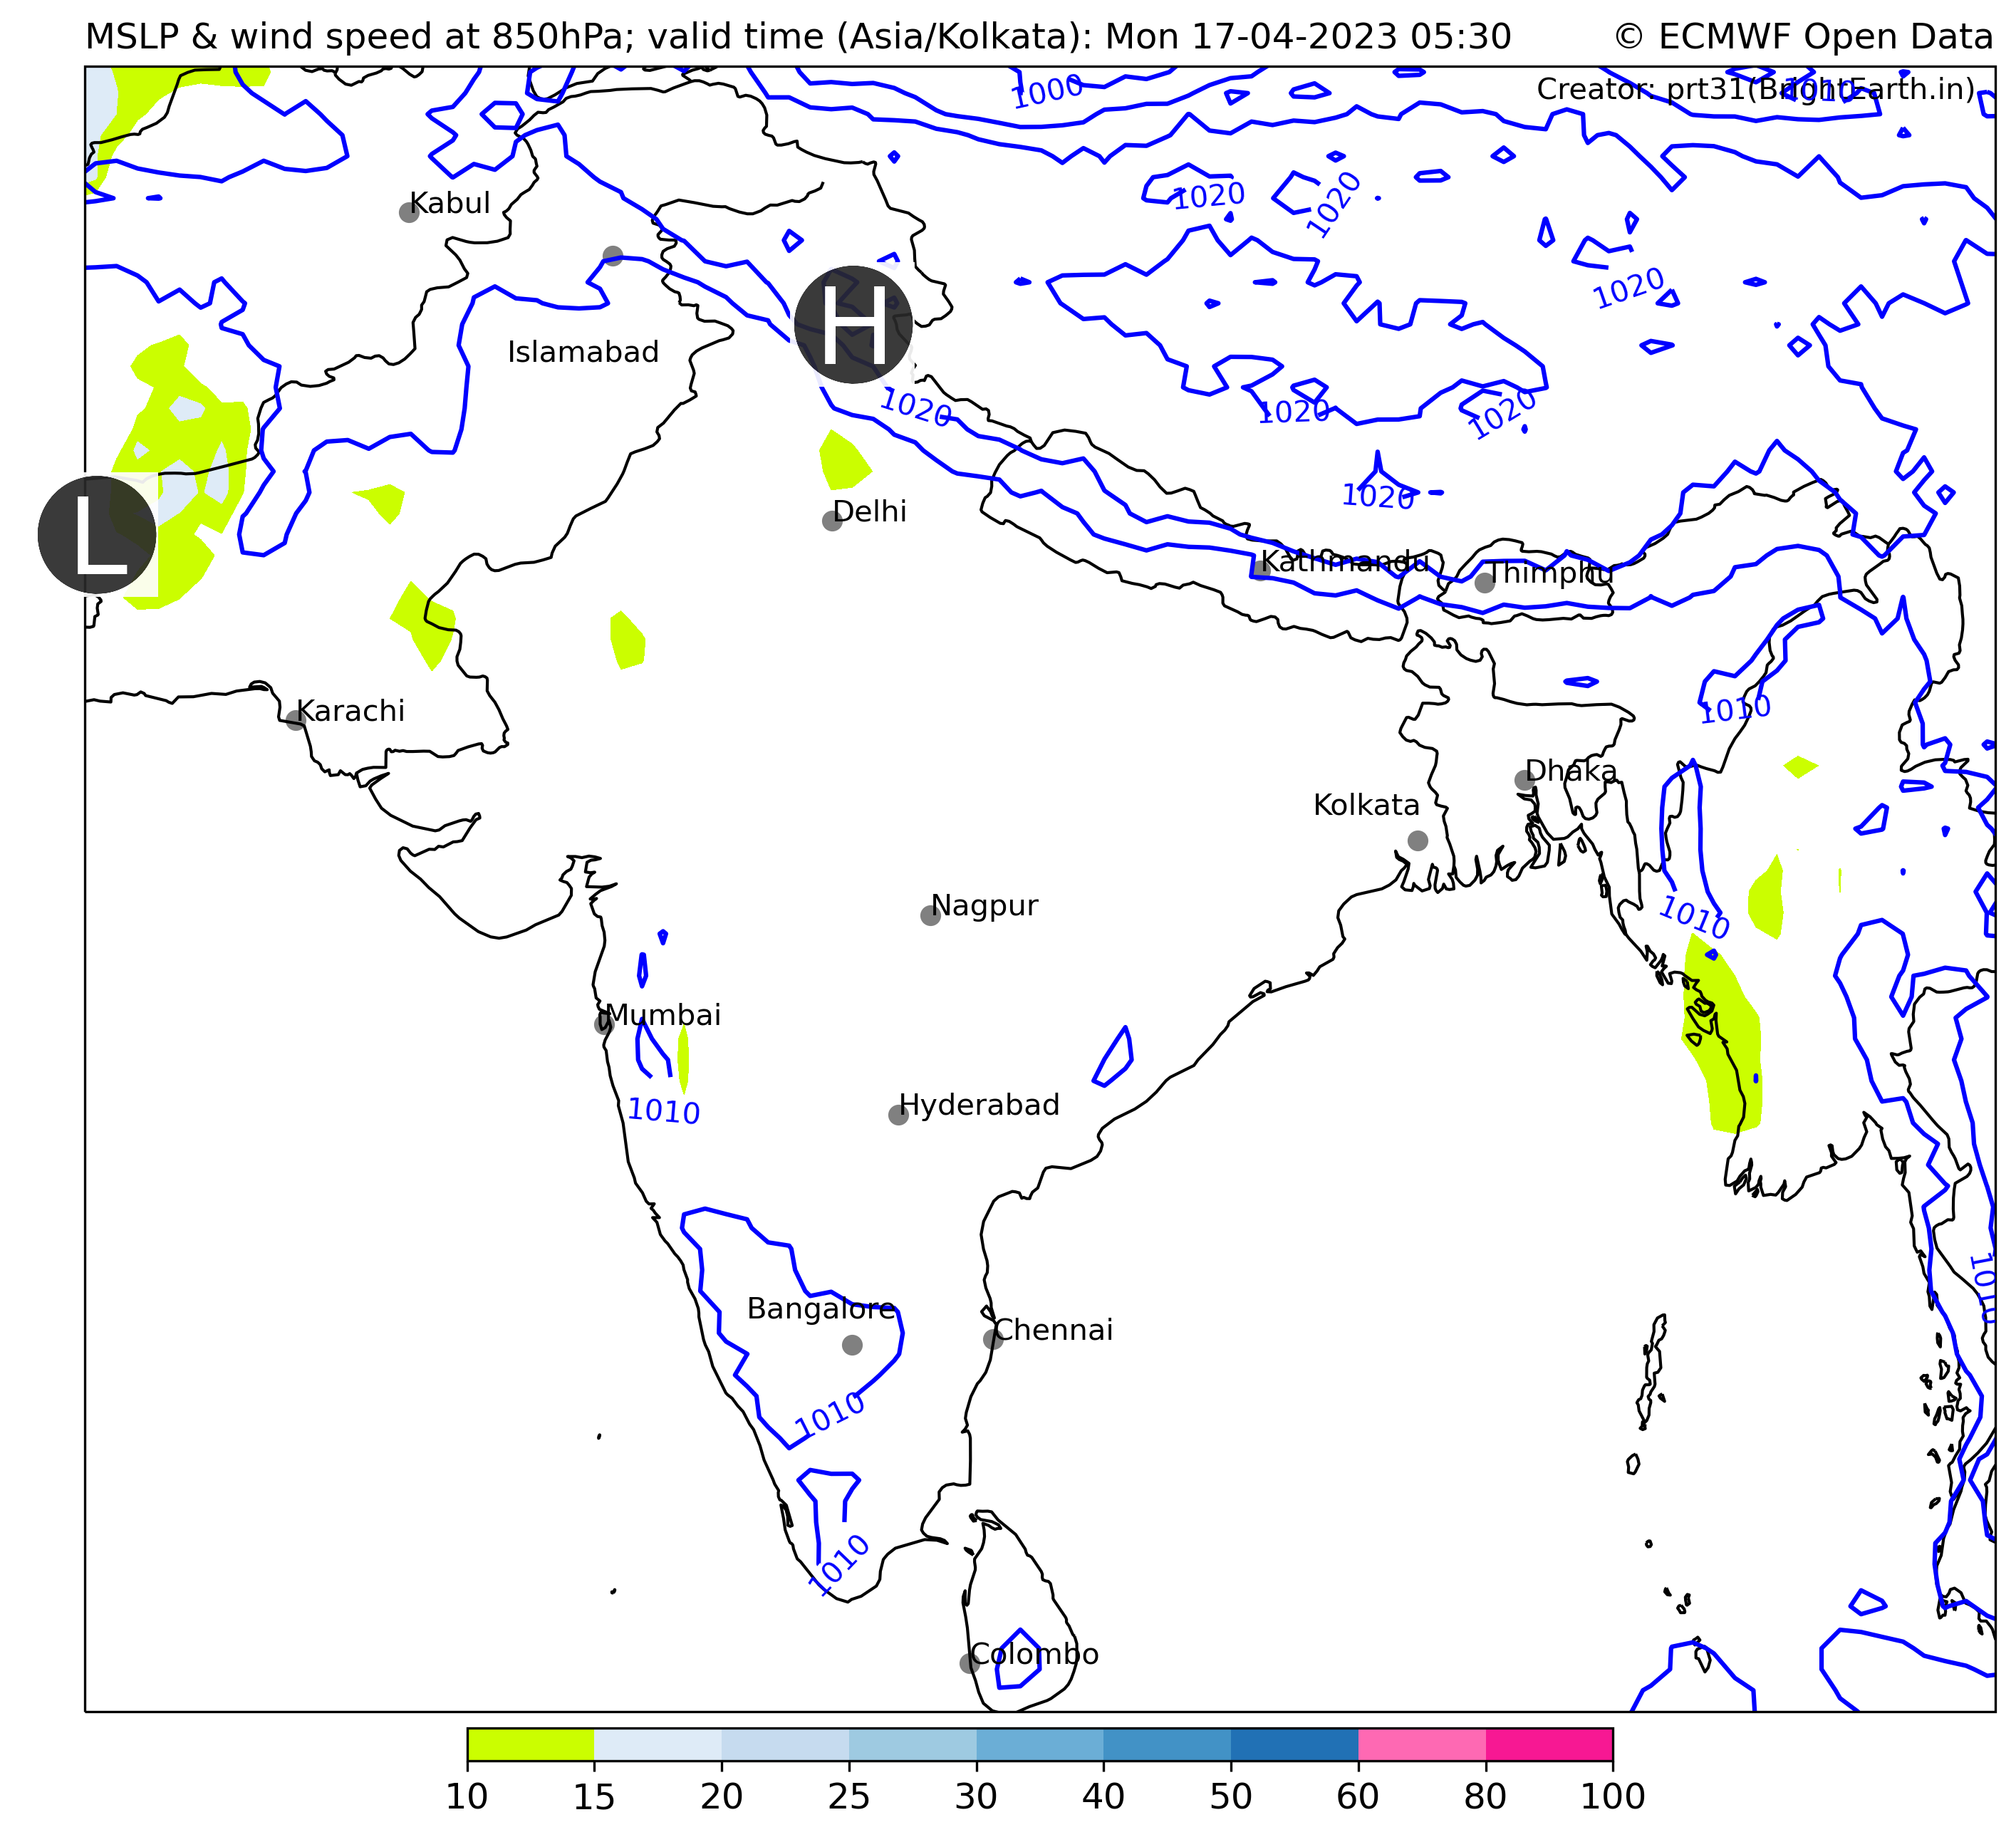 MSLP & wind speed at 850hPa; valid time (Asia/Kolkata): Mon 17-04-2023 05:30
© ECMWF Open Data
Creator: prt31(BrightEarth.in)
1000
1010
1020
1020
Kabul
1020
H
Islamabad
1020
1020
1020
L
Delhi
1020
Kathmandu
Thimphu
Karachi
1010
Dhaka
Kolkata
Nagpur
1010
Mumbai
1010
Hyderabad
1010
Bangalore
Chennai
1010
1010
Colombo
10 15 20 25 30 40 50 60 80 100